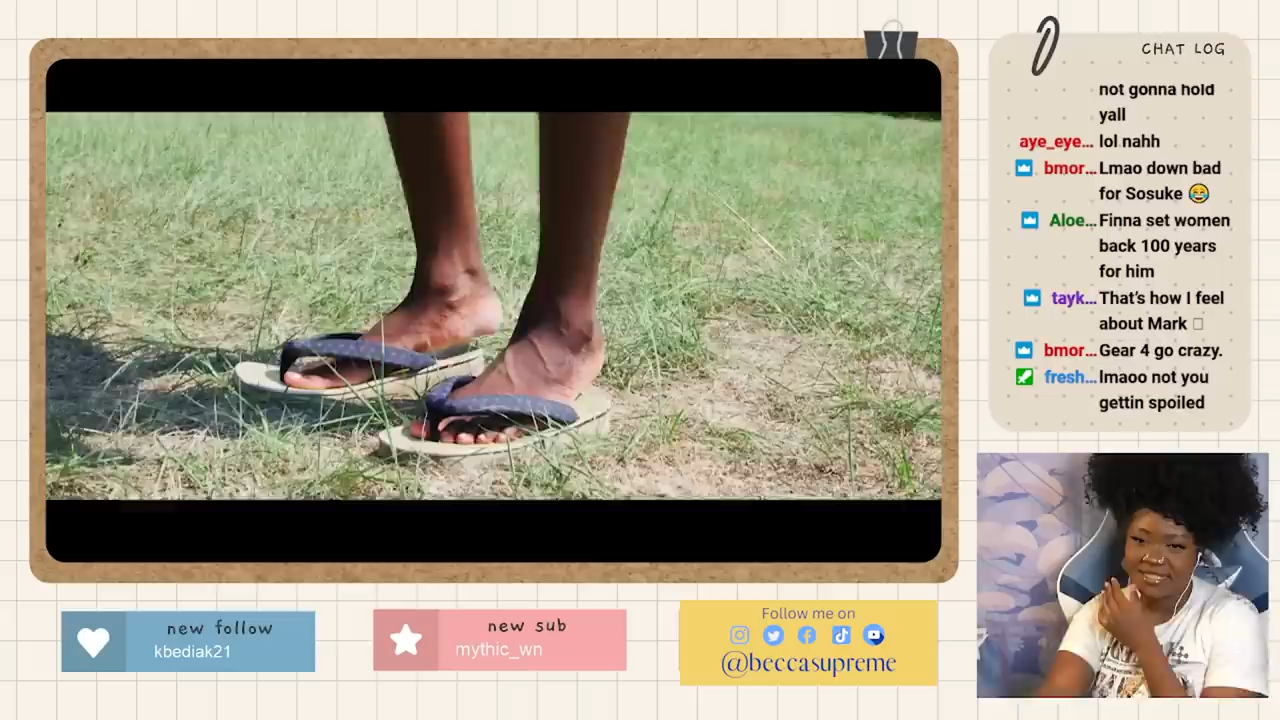 CHAT LOG
not gonna hold
yall
aye_eye... lol nahh
bmor... Lmao down bad
for Sosuke 😂
Aloe... Finna set women
back 100 years
for him
tayk... That's how I feel
about Mark
bmor... Gear 4 go crazy.
fresh... lmaoo not you
gettin spoiled
new follow
kbediak21
new sub
mythic_wn
Follow me on
@beccasupreme